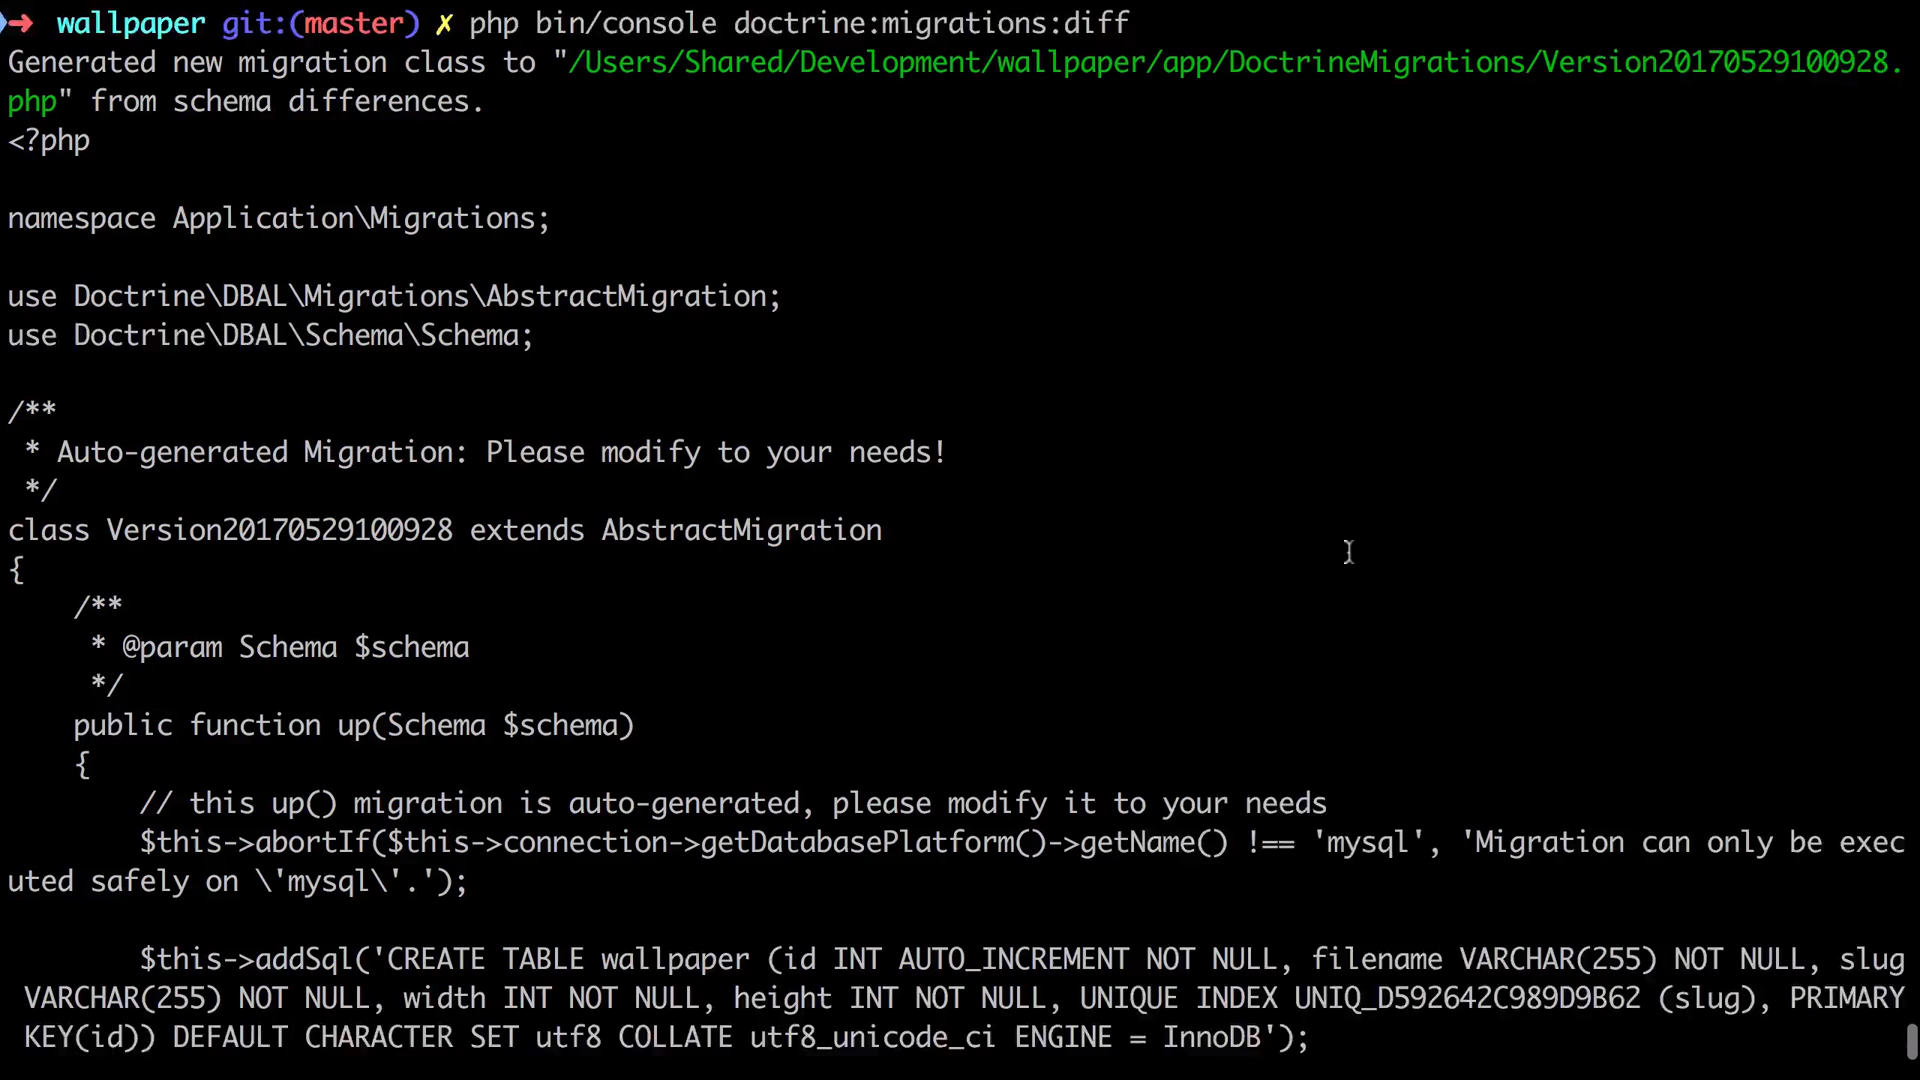 ➜ wallpaper git:(master) ✗ php bin/console doctrine:migrations:diff
Generated new migration class to "/Users/Shared/Development/wallpaper/app/DoctrineMigrations/Version20170529100928.
php" from schema differences.
<?php

namespace Application\Migrations;

use Doctrine\DBAL\Migrations\AbstractMigration;
use Doctrine\DBAL\Schema\Schema;

/**
 * Auto-generated Migration: Please modify to your needs!
 */
class Version20170529100928 extends AbstractMigration
{
    /**
     * @param Schema $schema
     */
    public function up(Schema $schema)
    {
        // this up() migration is auto-generated, please modify it to your needs
        $this->abortIf($this->connection->getDatabasePlatform()->getName() !== 'mysql', 'Migration can only be exec
uted safely on \'mysql\'.');

        $this->addSql('CREATE TABLE wallpaper (id INT AUTO_INCREMENT NOT NULL, filename VARCHAR(255) NOT NULL, slug
 VARCHAR(255) NOT NULL, width INT NOT NULL, height INT NOT NULL, UNIQUE INDEX UNIQ_D592642C989D9B62 (slug), PRIMARY
 KEY(id)) DEFAULT CHARACTER SET utf8 COLLATE utf8_unicode_ci ENGINE = InnoDB');